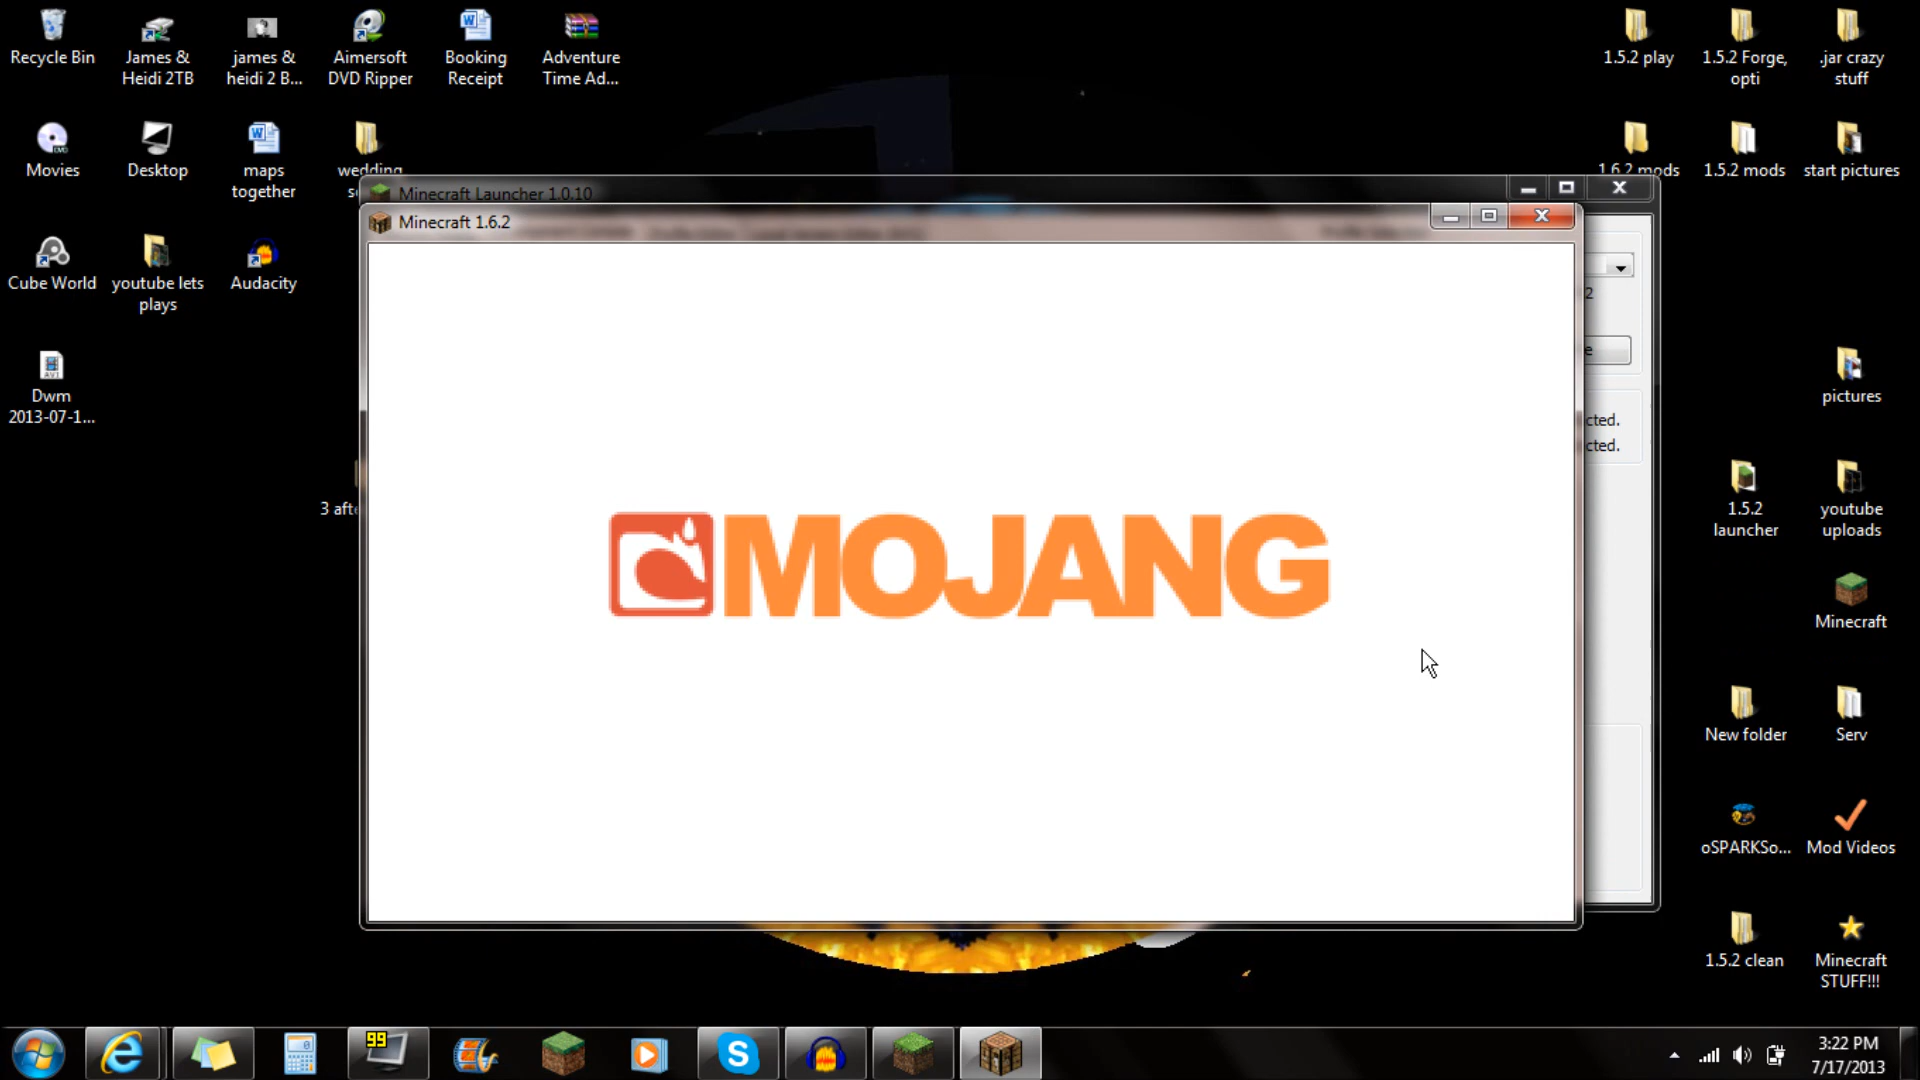 Recycle Bin
James &
Heidi 2TB
james &
heidi 2 B...
Aimersoft
DVD Ripper
Booking
Receipt
Adventure
Time Ad...
1.5.2 play
1.5.2 Forge,
opti
.jar crazy
stuff
Movies
Desktop
maps
together
wedding
1.6.2 mods
1.5.2 mods
start pictures
Minecraft Launcher 1.0.10
Minecraft 1.6.2
Cube World
youtube lets
plays
Audacity
2
e
Dwm
2013-07-1...
pictures
cted.
cted.
3 afte
1.5.2
launcher
youtube
uploads
MOJANG
Minecraft
New folder
Serv
oSPARKSo...
Mod Videos
1.5.2 clean
Minecraft
STUFF!!!
99
3:22 PM
7/17/2013